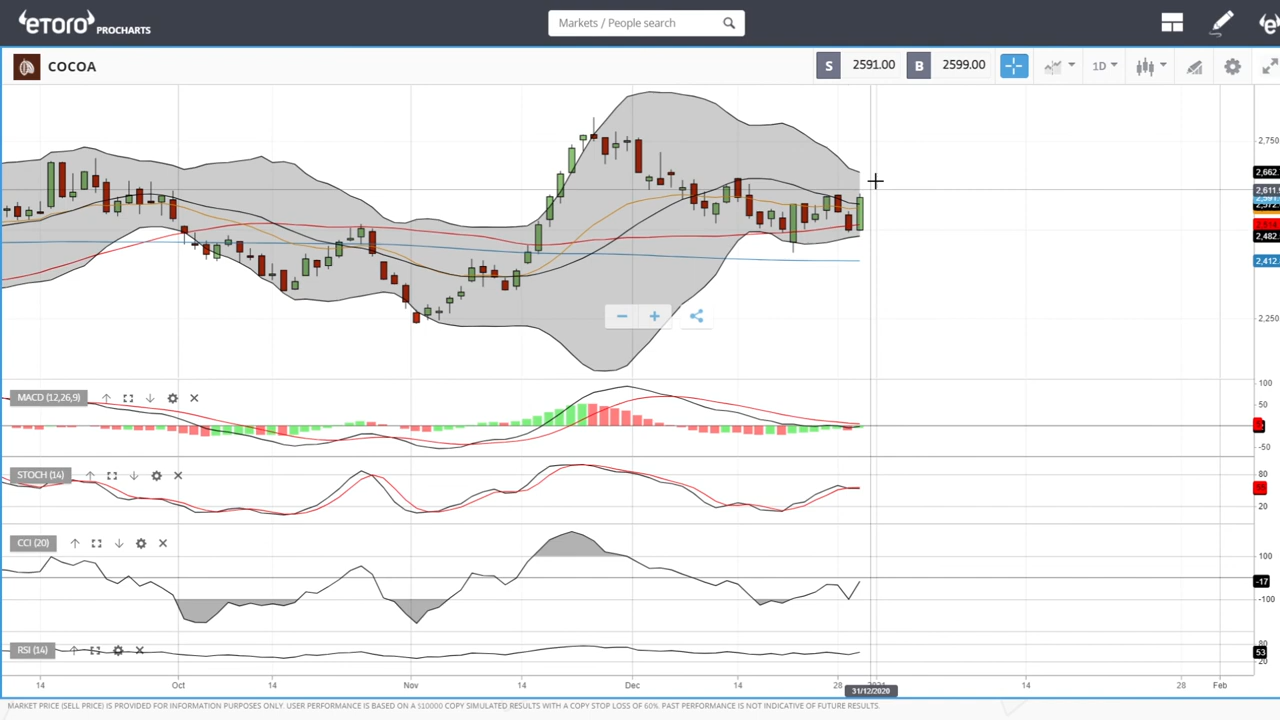 eTORO PROCHARTS
Markets / People search
COCOA
S 2591.00 B 2599.00
1D
2,750
2,662.
2,611.
2,482.
2,412.
2,250
MACD (12,26,9)
100
50
-50
STOCH (14)
80
20
CCI (20)
100
-17
-100
RSI (14)
80
53
20
14 Oct 14 Nov 14 Dec 14 28 14 28 Feb
31/12/2020
MARKET PRICE (SELL PRICE) IS PROVIDED FOR INFORMATION PURPOSES ONLY. USER PERFORMANCE IS BASED ON A $10000 COPY SIMULATED RESULTS WITH A COPY STOP LOSS OF 60%. PAST PERFORMANCE IS NOT INDICATIVE OF FUTURE RESULTS.